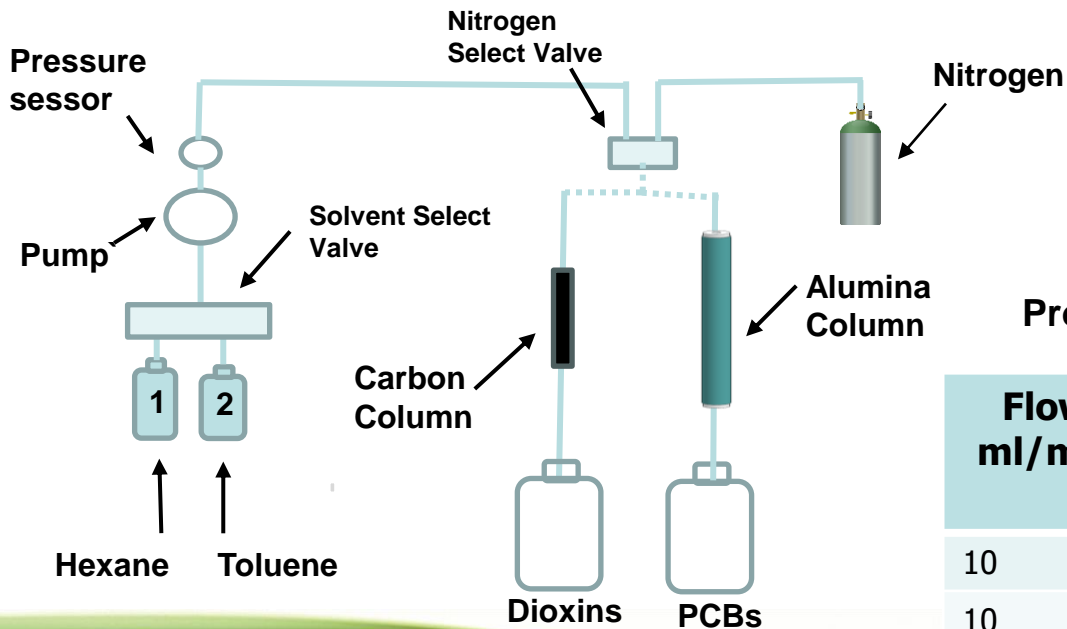 Nitrogen
Select Valve
Pressure
sessor
Nitrogen
Solvent Select
Valve
Pump
Alumina
Column
Carbon
Column
1
2
Hexane
Toluene
Dioxins
PCBs
10
10